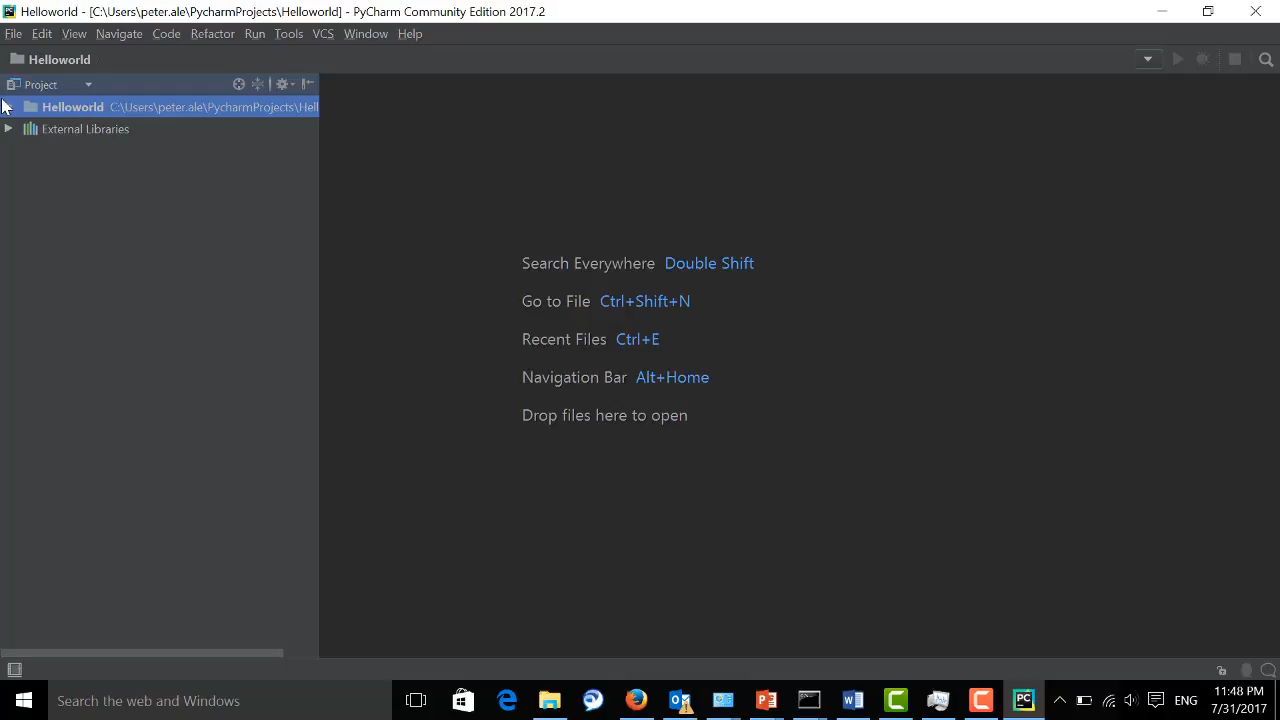 Helloworld - [C:\Users\peter.ale\PycharmProjects\Helloworld] - PyCharm Community Edition 2017.2
File Edit View Navigate Code Refactor Run Tools VCS Window Help
Helloworld
Project
Helloworld C:\Users\peter.ale\PycharmProjects\Hell
External Libraries
Search Everywhere Double Shift
Go to File Ctrl+Shift+N
Recent Files Ctrl+E
Navigation Bar Alt+Home
Drop files here to open
Search the web and Windows
ENG
11:48 PM
7/31/2017